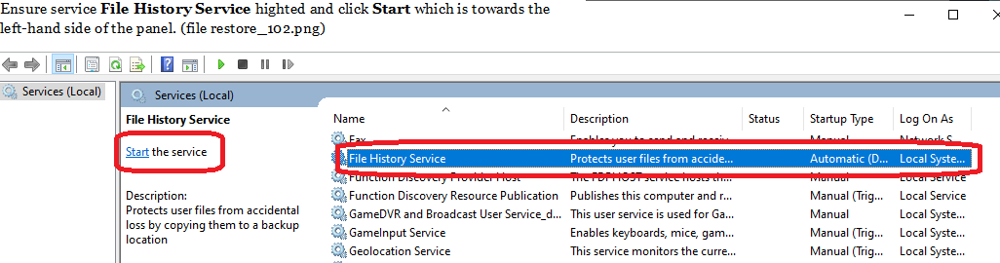 Ensure service File History Service highted and click Start which is towards the
left-hand side of the panel. (file restore_102.png)
Services (Local)
Services (Local)
File History Service
Start the service
Description:
Protects user files from accidental
loss by copying them to a backup
location
Name Description Status Startup Type Log On As
Fax Enables you to send and receiv... Manual Network S...
File History Service Protects user files from accide... Automatic (D... Local Syste...
Function Discovery Provider Host The FDPHOST service hosts th... Manual Local Service
Function Discovery Resource Publication Publishes this computer and r... Manual (Trig... Local Service
GameDVR and Broadcast User Service_d... This user service is used for Ga... Manual Local Syste...
GameInput Service Enables keyboards, mice, gam... Manual (Trig... Local Syste...
Geolocation Service This service monitors the curre... Manual (Trig... Local Syste...